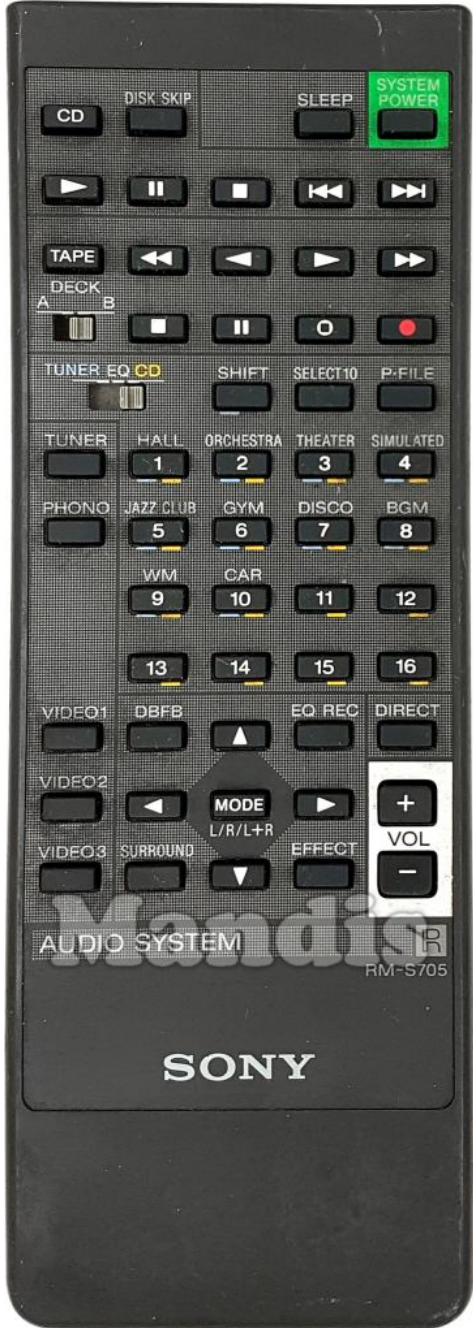 SYSTEM
DISK SKIP SLEEP POWER
CD
TAPE
DECK
A B
TUNER EQ CD SHIFT SELECT10 P·FILE
TUNER HALL ORCHESTRA THEATER SIMULATED
1 2 3 4
PHONO JAZZ CLUB GYM DISCO BGM
5 6 7 8
WM CAR
9 10 11 12
13 14 15 16
VIDEO1 DBFB EQ REC DIRECT
VIDEO2
MODE +
L/R/L+R VOL
VIDEO3 SURROUND EFFECT
−
Mandis
AUDIO SYSTEM R
RM-S705
SONY